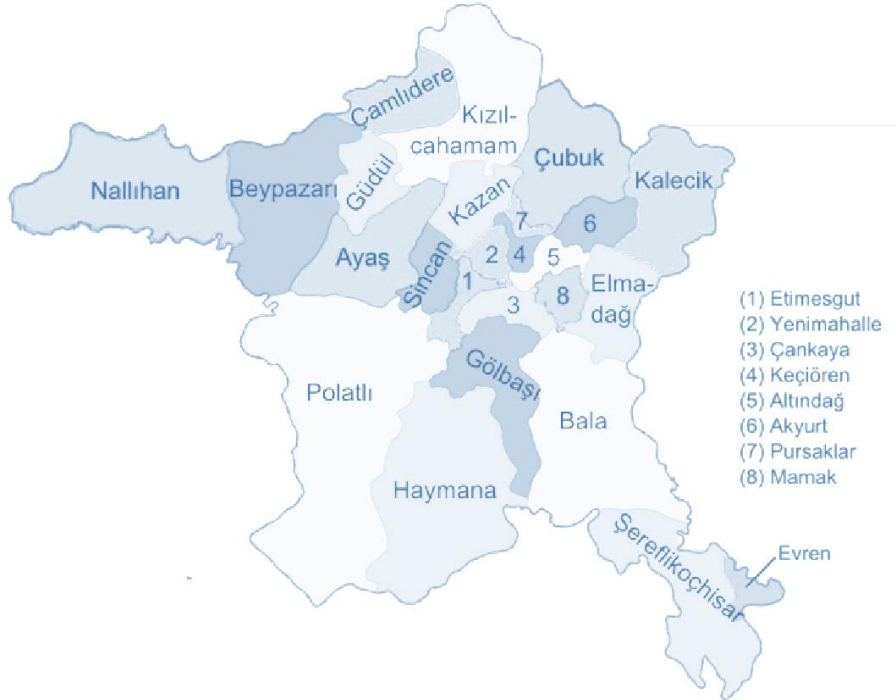 Çamlıdere
Kızıl-
cahamam
Çubuk
Kalecik
Nallıhan
Beypazarı
Güdül
Kazan
7
6
Ayaş
Sincan
2
4
5
1
Elma-
dağ
3
8
Gölbaşı
Polatlı
Bala
Haymana
Şereflikoçhisar
Evren
(1) Etimesgut
(2) Yenimahalle
(3) Çankaya
(4) Keçiören
(5) Altındağ
(6) Akyurt
(7) Pursaklar
(8) Mamak